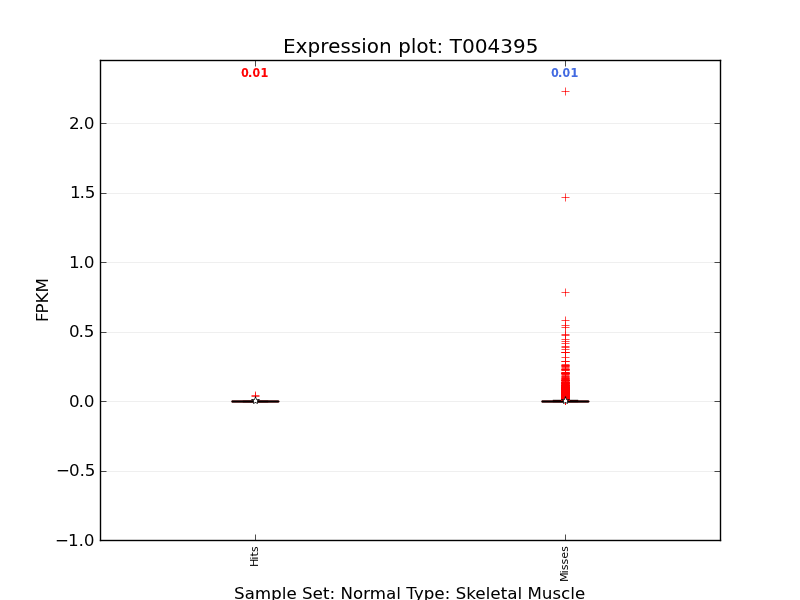 Expression plot: T004395
0.01
0.01
2.0
1.5
1.0
0.5
0.0
−0.5
−1.0
FPKM
Hits
Misses
Sample Set: Normal Type: Skeletal Muscle